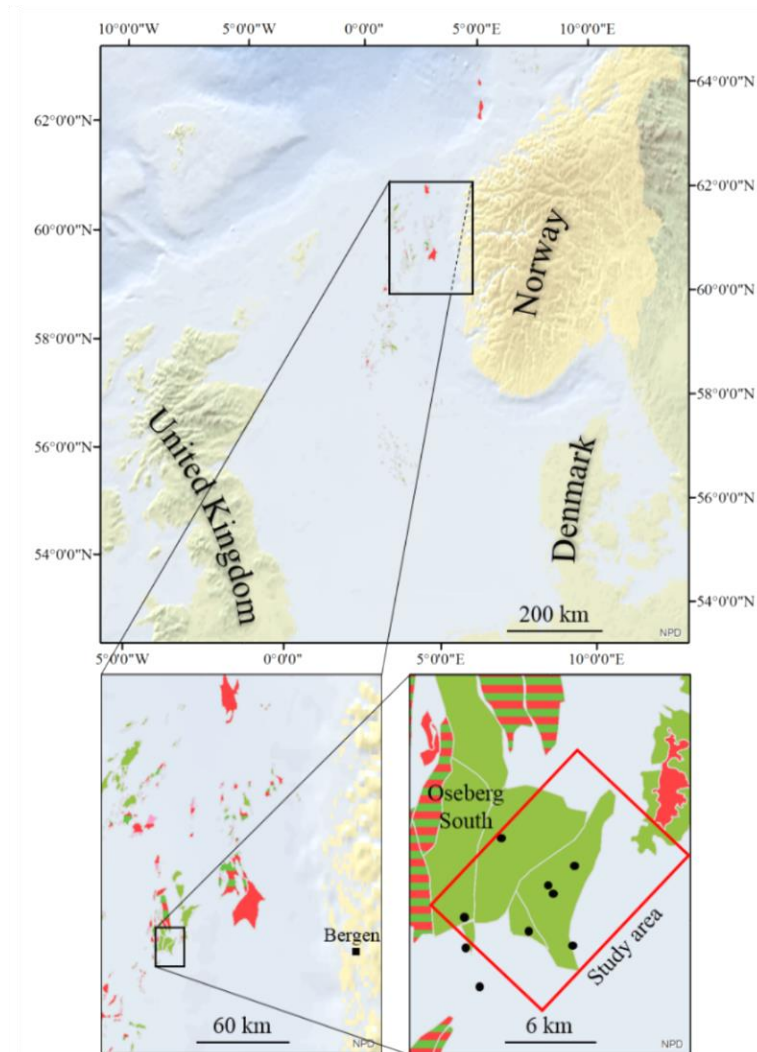 10°0'0"W 5°0'0"W 0°0'0" 5°0'0"E 10°0'0"E
64°0'0"N
62°0'0"N
62°0'0"N
60°0'0"N
Norway
60°0'0"N
58°0'0"N
58°0'0"N
United Kingdom
56°0'0"N
Denmark
56°0'0"N
54°0'0"N
54°0'0"N
200 km
NPD
5°0'0"W 0°0'0" 5°0'0"E 10°0'0"E
Bergen
60 km
NPD
Oseberg
South
Study area
6 km
NPD